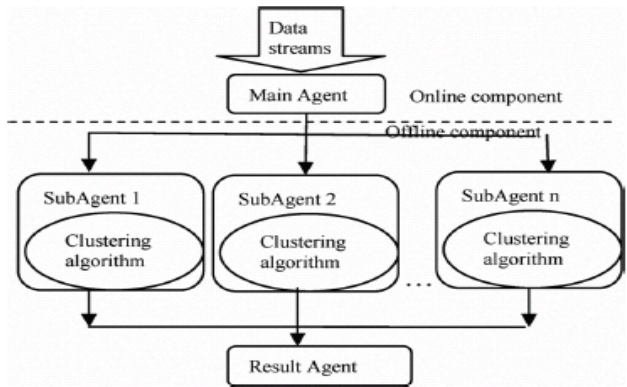 Data
streams
Main Agent
Online component
Offline component
SubAgent 1
Clustering
algorithm
SubAgent 2
Clustering
algorithm
...
SubAgent n
Clustering
algorithm
Result Agent